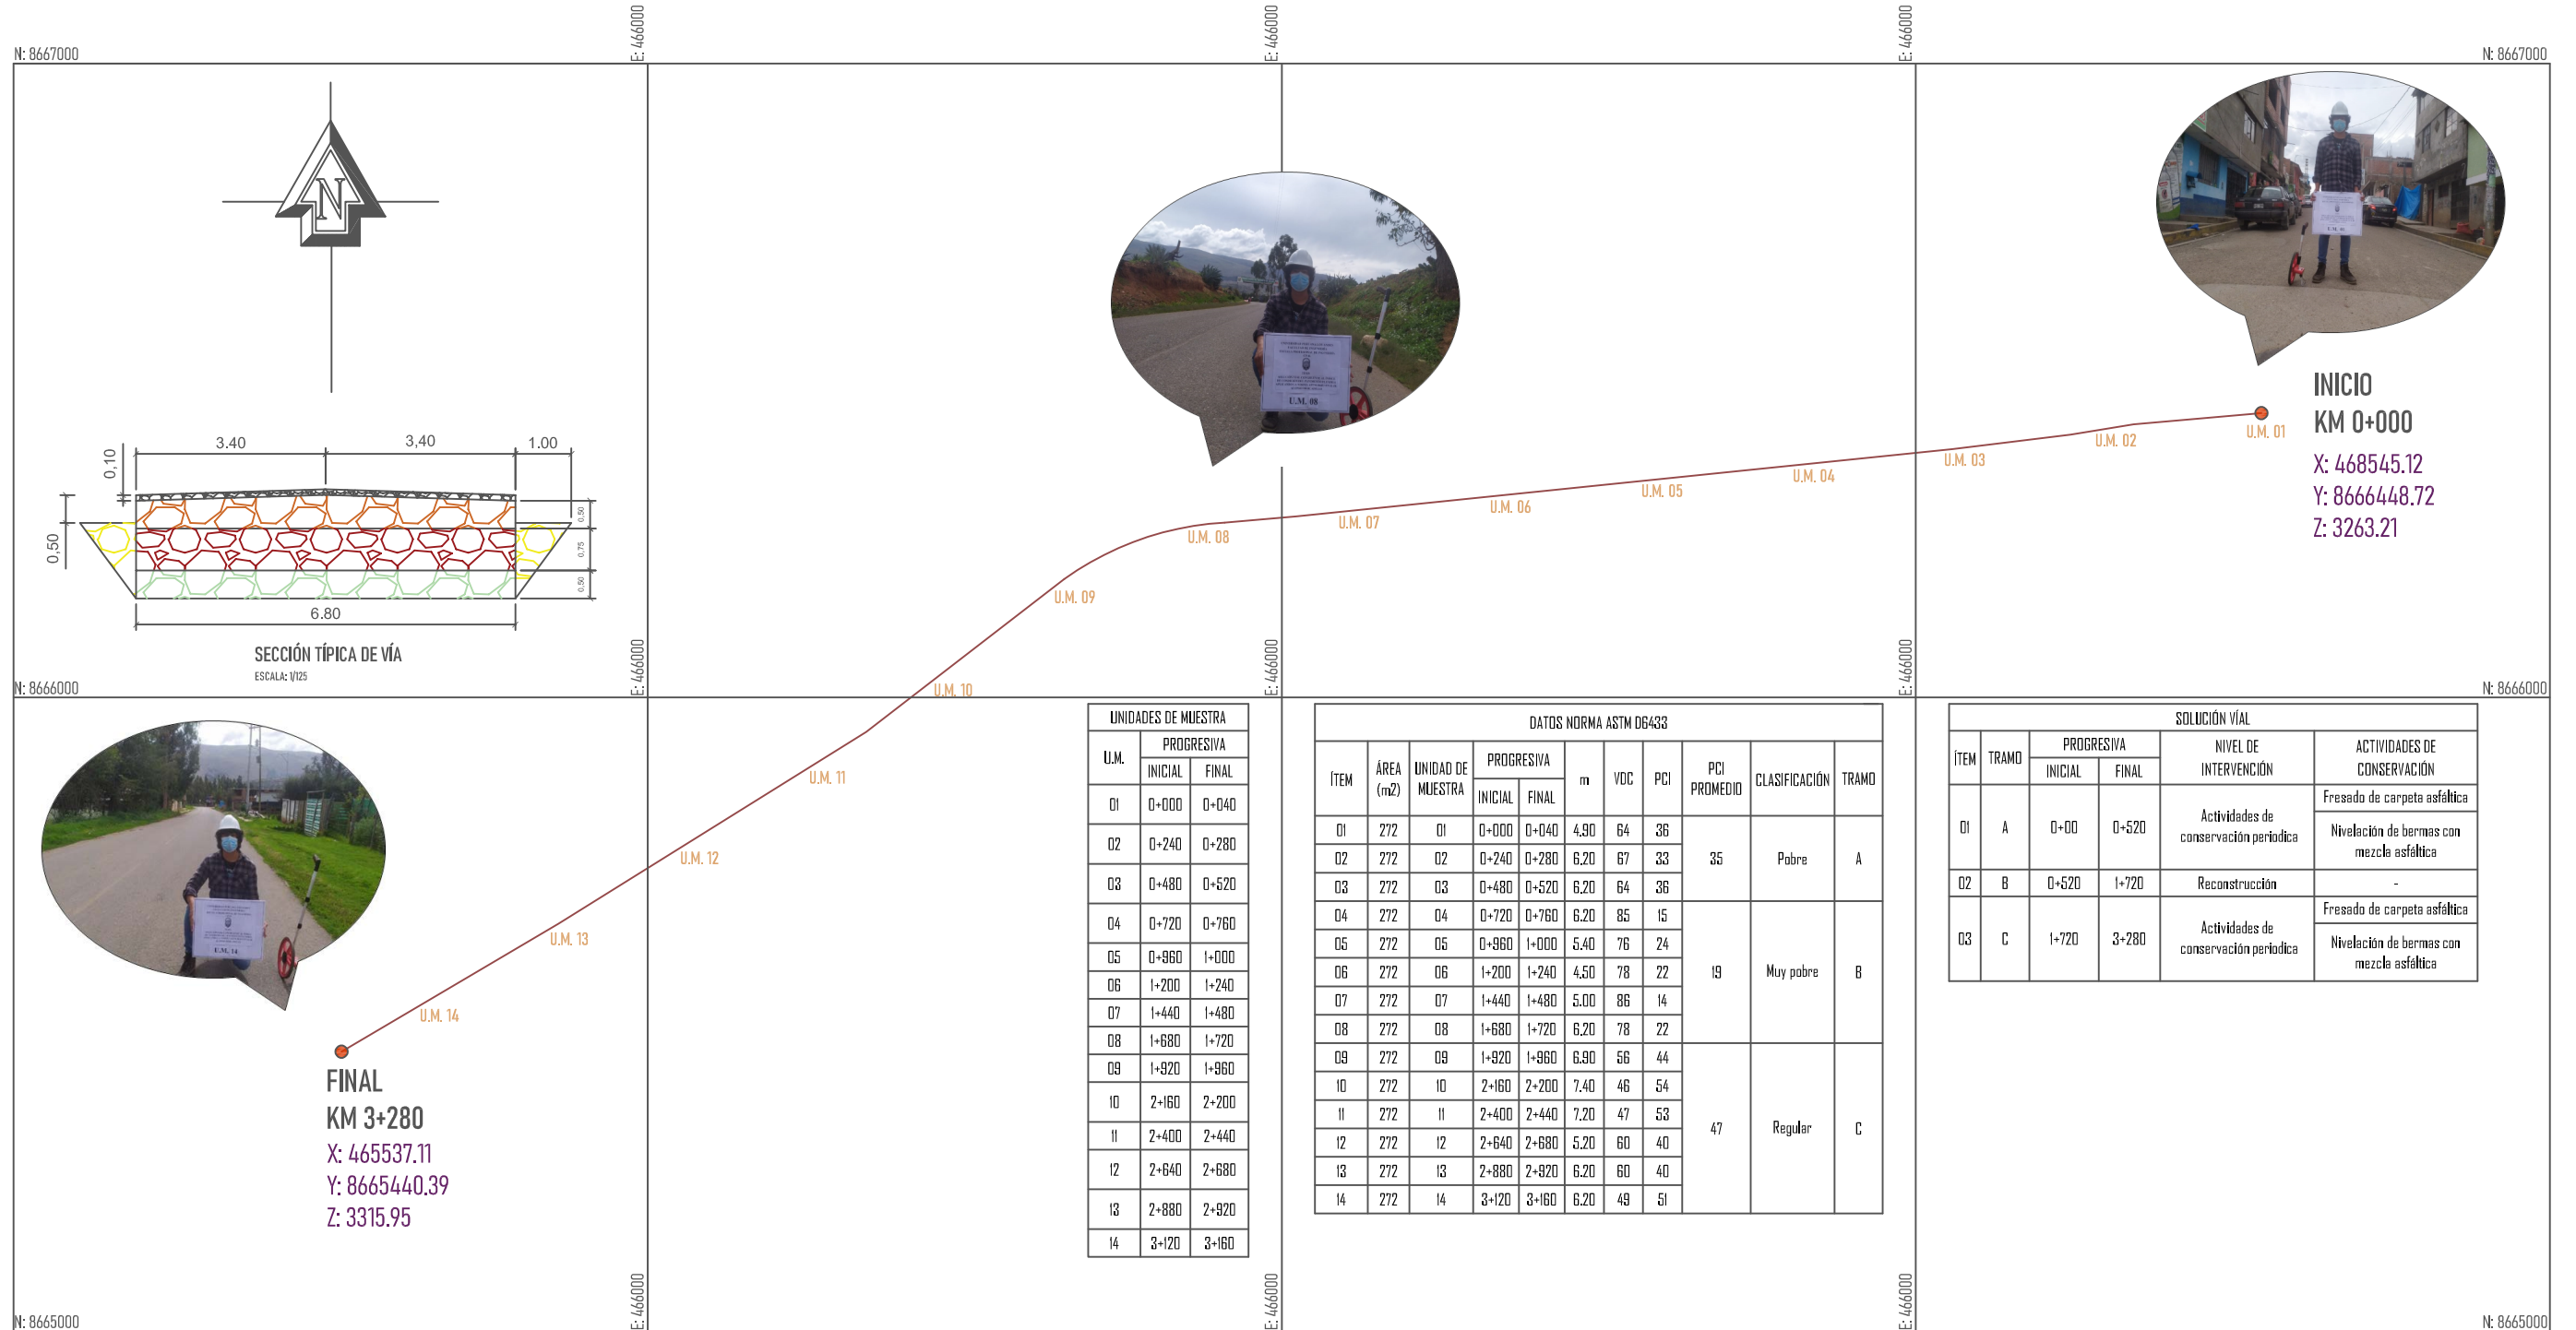 E: 466000
E: 466000
E: 466000
N: 8667000
N: 8667000
N
3.40
3,40
1.00
0,10
0,50
0,50
0,75
0,50
6.80
SECCIÓN TÍPICA DE VÍA
ESCALA: 1/125
U.M. 08
INICIO
KM 0+000
X: 468545.12
Y: 8666448.72
Z: 3263.21
U.M. 01
U.M. 02
U.M. 03
U.M. 04
U.M. 05
U.M. 06
U.M. 07
U.M. 08
U.M. 09
U.M. 10
U.M. 11
U.M. 12
U.M. 13
U.M. 14
E: 466000
E: 466000
E: 466000
N: 8666000
N: 8666000
U.M. 14
FINAL
KM 3+280
X: 465537.11
Y: 8665440.39
Z: 3315.95
UNIDADES DE MUESTRA
U.M. PROGRESIVA
INICIAL FINAL
01 0+000 0+040
02 0+240 0+280
03 0+480 0+520
04 0+720 0+760
05 0+960 1+000
06 1+200 1+240
07 1+440 1+480
08 1+680 1+720
09 1+920 1+960
10 2+160 2+200
11 2+400 2+440
12 2+640 2+680
13 2+880 2+920
14 3+120 3+160
DATOS NORMA ASTM D6433
ÍTEM ÁREA (m2) UNIDAD DE MUESTRA PROGRESIVA m VDC PCI PCI PROMEDIO CLASIFICACIÓN TRAMO
INICIAL FINAL
01 272 01 0+000 0+040 4.90 64 36
02 272 02 0+240 0+280 6.20 67 33 35 Pobre A
03 272 03 0+480 0+520 6.20 64 36
04 272 04 0+720 0+760 6.20 85 15
05 272 05 0+960 1+000 5.40 76 24
06 272 06 1+200 1+240 4.50 78 22 19 Muy pobre B
07 272 07 1+440 1+480 5.00 86 14
08 272 08 1+680 1+720 6.20 78 22
09 272 09 1+920 1+960 6.90 56 44
10 272 10 2+160 2+200 7.40 46 54
11 272 11 2+400 2+440 7.20 47 53
47 Regular C
12 272 12 2+640 2+680 5.20 60 40
13 272 13 2+880 2+920 6.20 60 40
14 272 14 3+120 3+160 6.20 49 51
SOLUCIÓN VÍAL
ÍTEM TRAMO PROGRESIVA NIVEL DE INTERVENCIÓN ACTIVIDADES DE CONSERVACIÓN
INICIAL FINAL
01 A 0+00 0+520 Actividades de conservación periodica
Fresado de carpeta asfáltica
Nivelación de bermas con mezcla asfáltica
02 B 0+520 1+720 Reconstrucción -
03 C 1+720 3+280 Actividades de conservación periodica
Fresado de carpeta asfáltica
Nivelación de bermas con mezcla asfáltica
E: 466000
E: 466000
E: 466000
N: 8665000
N: 8665000